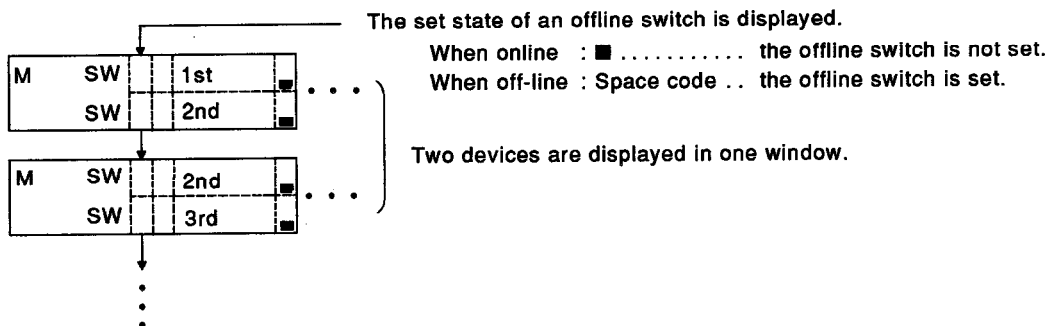 The set state of an offline switch is displayed.
When online : ■ . . . . . . . . . . . the offline switch is not set.
When off-line : Space code . . the offline switch is set.
M SW 1st ■ . . .
SW 2nd ■
Two devices are displayed in one window.
M SW 2nd ■ . . .
SW 3rd ■